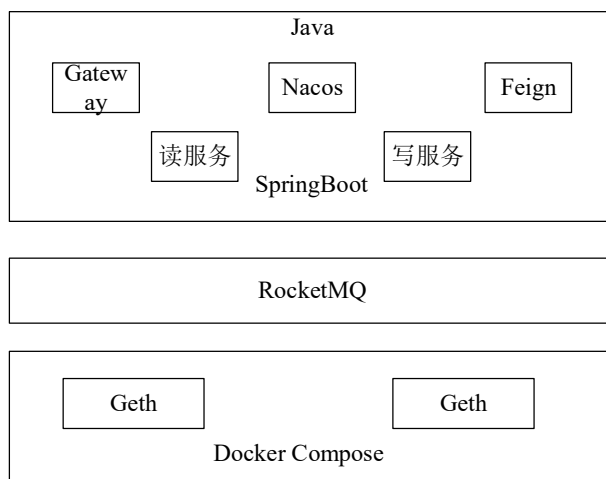 Java
Gatew
ay
Nacos
Feign
读服务
写服务
SpringBoot
RocketMQ
Geth
Geth
Docker Compose